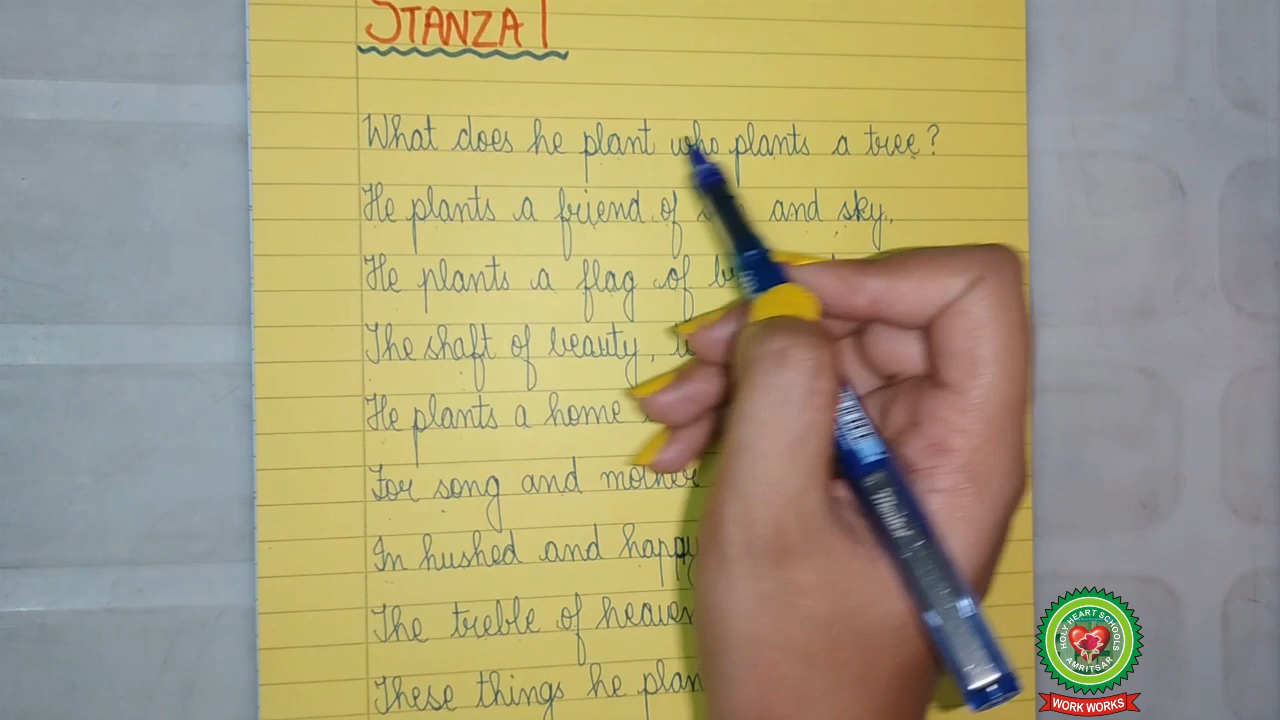 STANZA 1
What does he plant who plants a tree?
He plants a friend of and sky.
He plants a flag of
The shaft of beauty,
He plants a home
For song and mother
In hushed and happy
The treble of heaven
These things he
HOLY HEART SCHOOLS
AMRITSAR
WORK WORKS